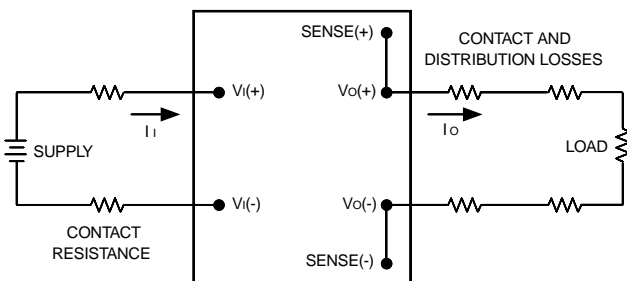 SENSE(+)
CONTACT AND
DISTRIBUTION LOSSES
VI(+)
VO(+)
II
IO
SUPPLY
LOAD
VI(-)
VO(-)
CONTACT
RESISTANCE
SENSE(-)